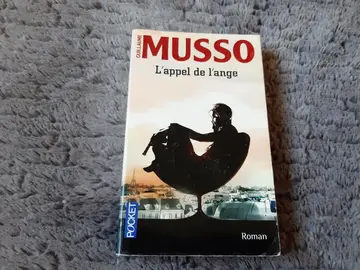 GUILLAUME
MUSSO
L'appel de l'ange
POCKET
Roman